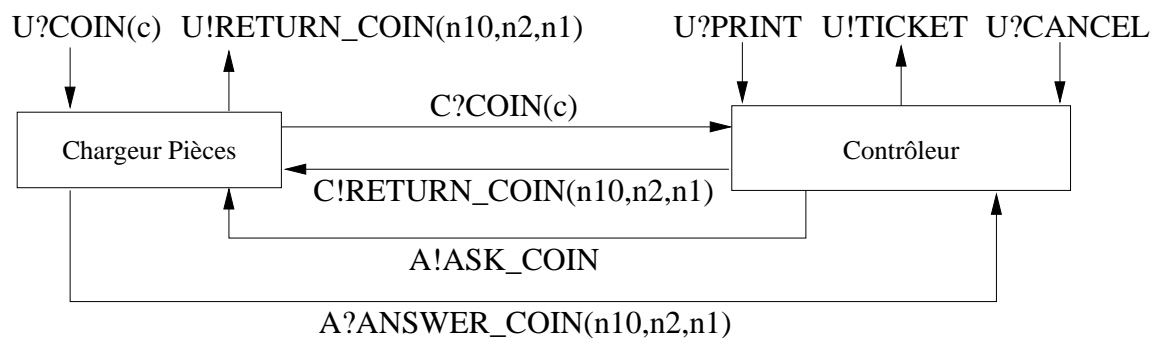 U?COIN(c) U!RETURN_COIN(n10,n2,n1) U?PRINT U!TICKET U?CANCEL
C?COIN(c)
Chargeur Pièces Contrôleur
C!RETURN_COIN(n10,n2,n1)
A!ASK_COIN
A?ANSWER_COIN(n10,n2,n1)